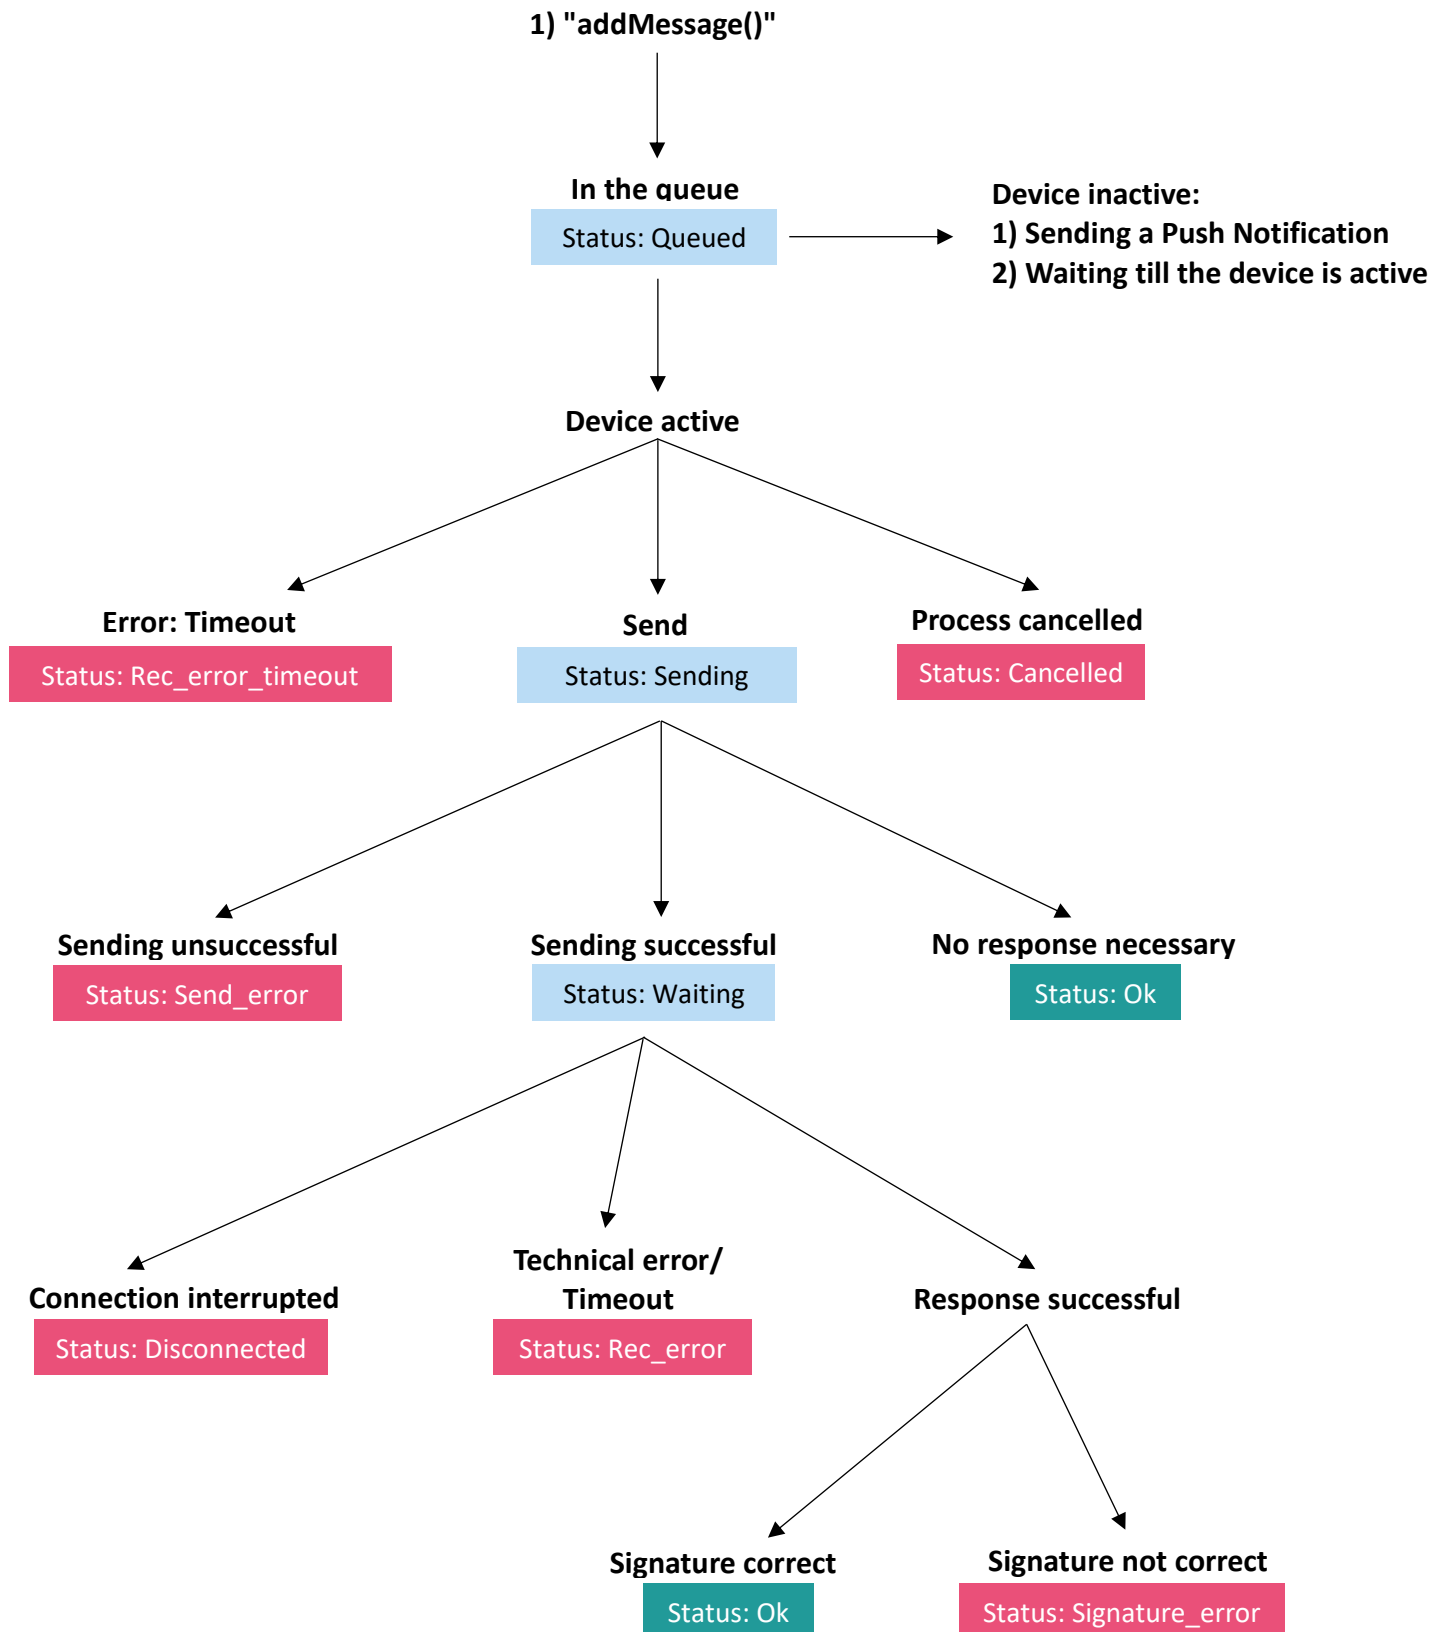 1) "addMessage()"
In the queue
Status: Queued
Device inactive:
1) Sending a Push Notification
2) Waiting till the device is active
Device active
Error: Timeout
Status: Rec_error_timeout
Send
Status: Sending
Process cancelled
Status: Cancelled
Sending unsuccessful
Status: Send_error
Sending successful
Status: Waiting
No response necessary
Status: Ok
Connection interrupted
Status: Disconnected
Technical error/
Timeout
Status: Rec_error
Response successful
Signature correct
Status: Ok
Signature not correct
Status: Signature_error